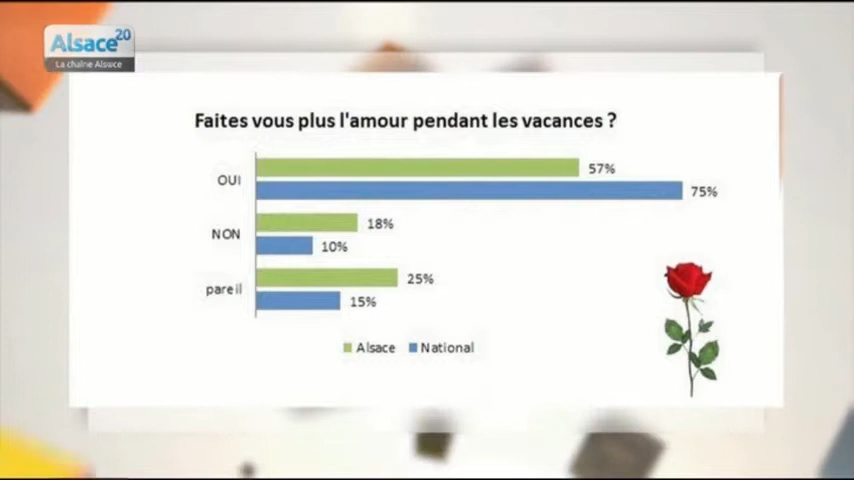 Alsace20
La chaîne Alsace
Faites vous plus l'amour pendant les vacances ?
OUI
57%
75%
NON
18%
10%
pareil
25%
15%
Alsace National